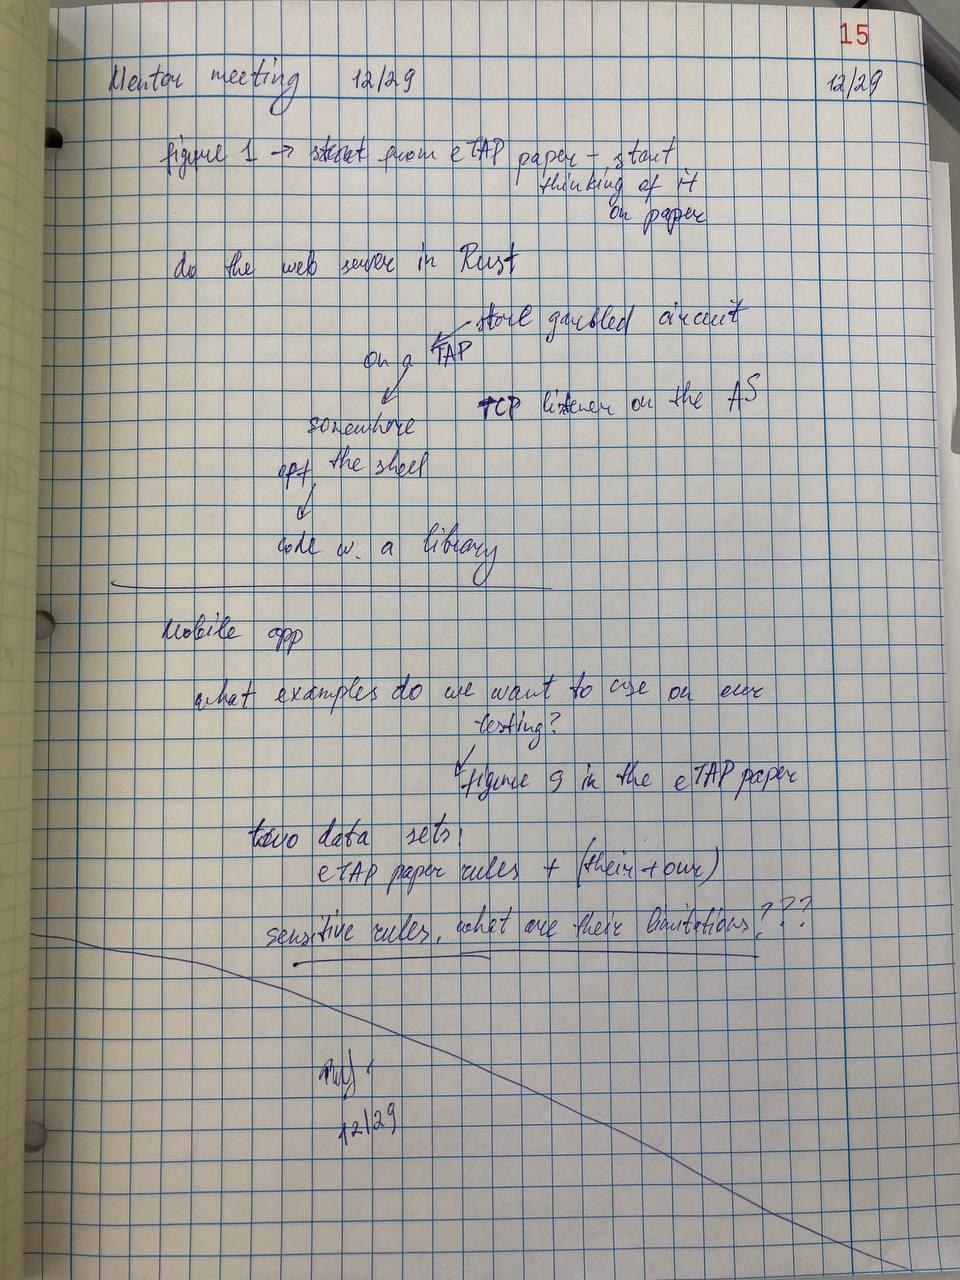 15
Mentor meeting 12/29 12/29
figure 1 → start from eTAP paper – start
thinking of it
on paper
do the web server in Rust
store garbled circuit
on a TAP
TCP listener on the AS
somewhere
off the shelf
code w. a library
Mobile app
what examples do we want to use on our
testing?
figure 9 in the eTAP paper
two data sets:
eTAP paper rules + (their + our)
sensitive rules, what are their limitations???
12/29